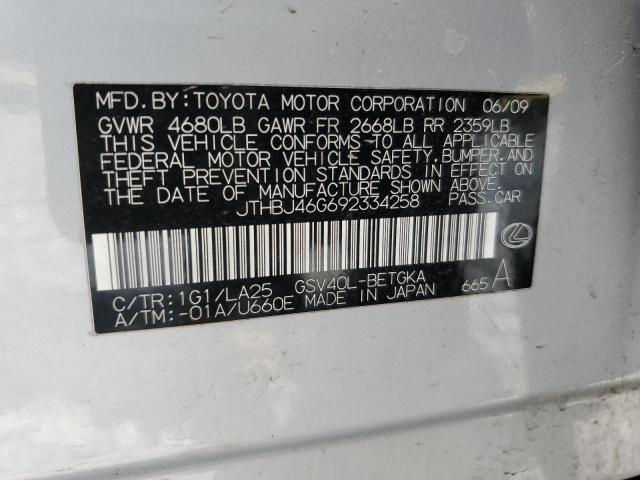 MFD. BY: TOYOTA MOTOR CORPORATION 06/09
GVWR 4680LB GAWR FR 2668LB RR 2359LB
THIS VEHICLE CONFORMS TO ALL APPLICABLE
FEDERAL MOTOR VEHICLE SAFETY, BUMPER, AND
THEFT PREVENTION STANDARDS IN EFFECT ON
THE DATE OF MANUFACTURE SHOWN ABOVE.
JTHBJ46G692334258 PASS. CAR
C/TR: 1G1/LA25 GSV40L-BETGKA 665 A
A/TM: -01A/U660E MADE IN JAPAN